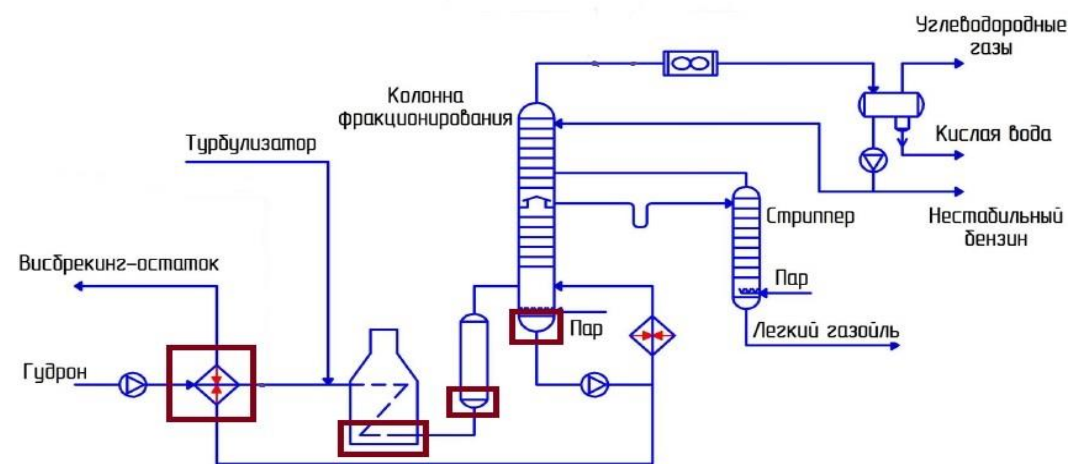 Углеводородные
газы
Колонна
фракционирования
Турбулизатор
Кислая вода
Стриппер
Нестабильный
бензин
Висбрекинг-остаток
Пар
Пар
Легкий газойль
Гудрон